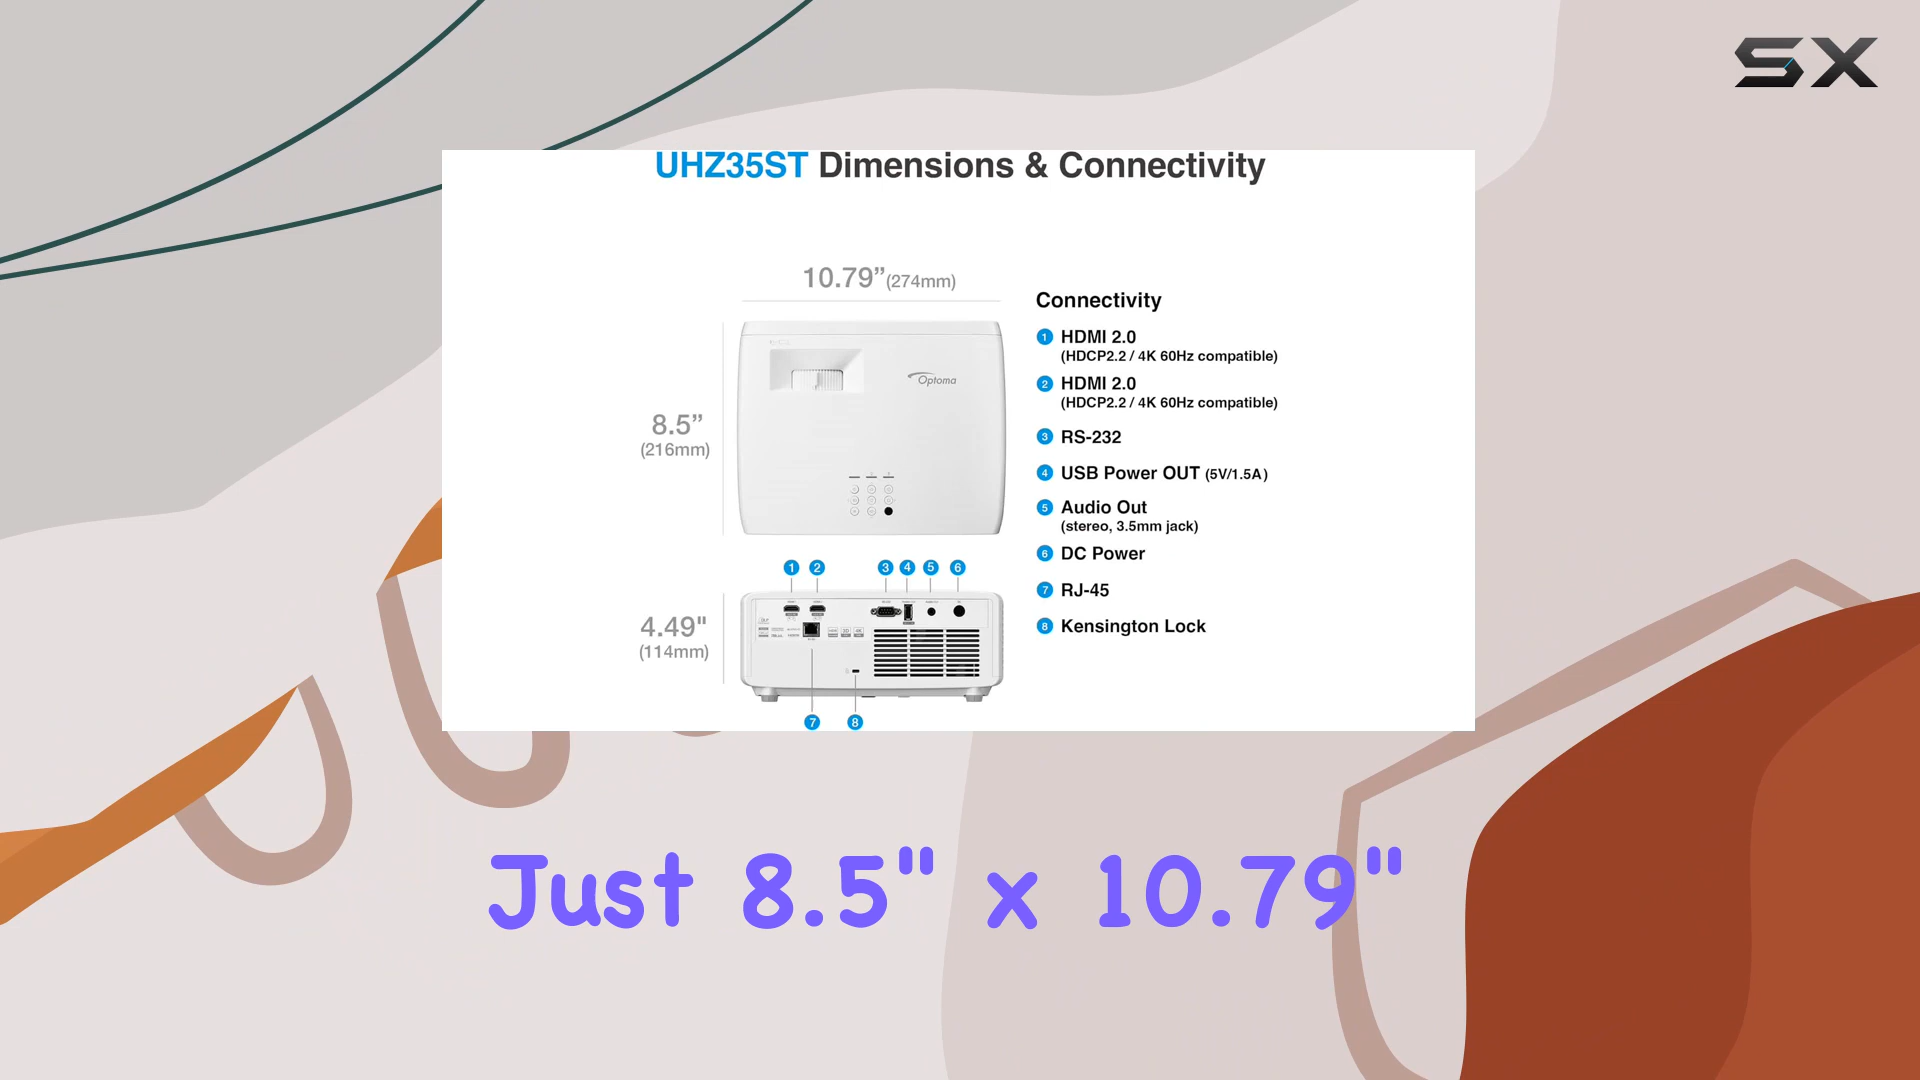 SX
UHZ35ST Dimensions & Connectivity
10.79”(274mm)
8.5”
(216mm)
Optoma
4.49"
(114mm)
1 2 3 4 5 6
7 8
Connectivity
1 HDMI 2.0
(HDCP2.2 / 4K 60Hz compatible)
2 HDMI 2.0
(HDCP2.2 / 4K 60Hz compatible)
3 RS-232
4 USB Power OUT (5V/1.5A)
5 Audio Out
(stereo, 3.5mm jack)
6 DC Power
7 RJ-45
8 Kensington Lock
Just 8.5" x 10.79"